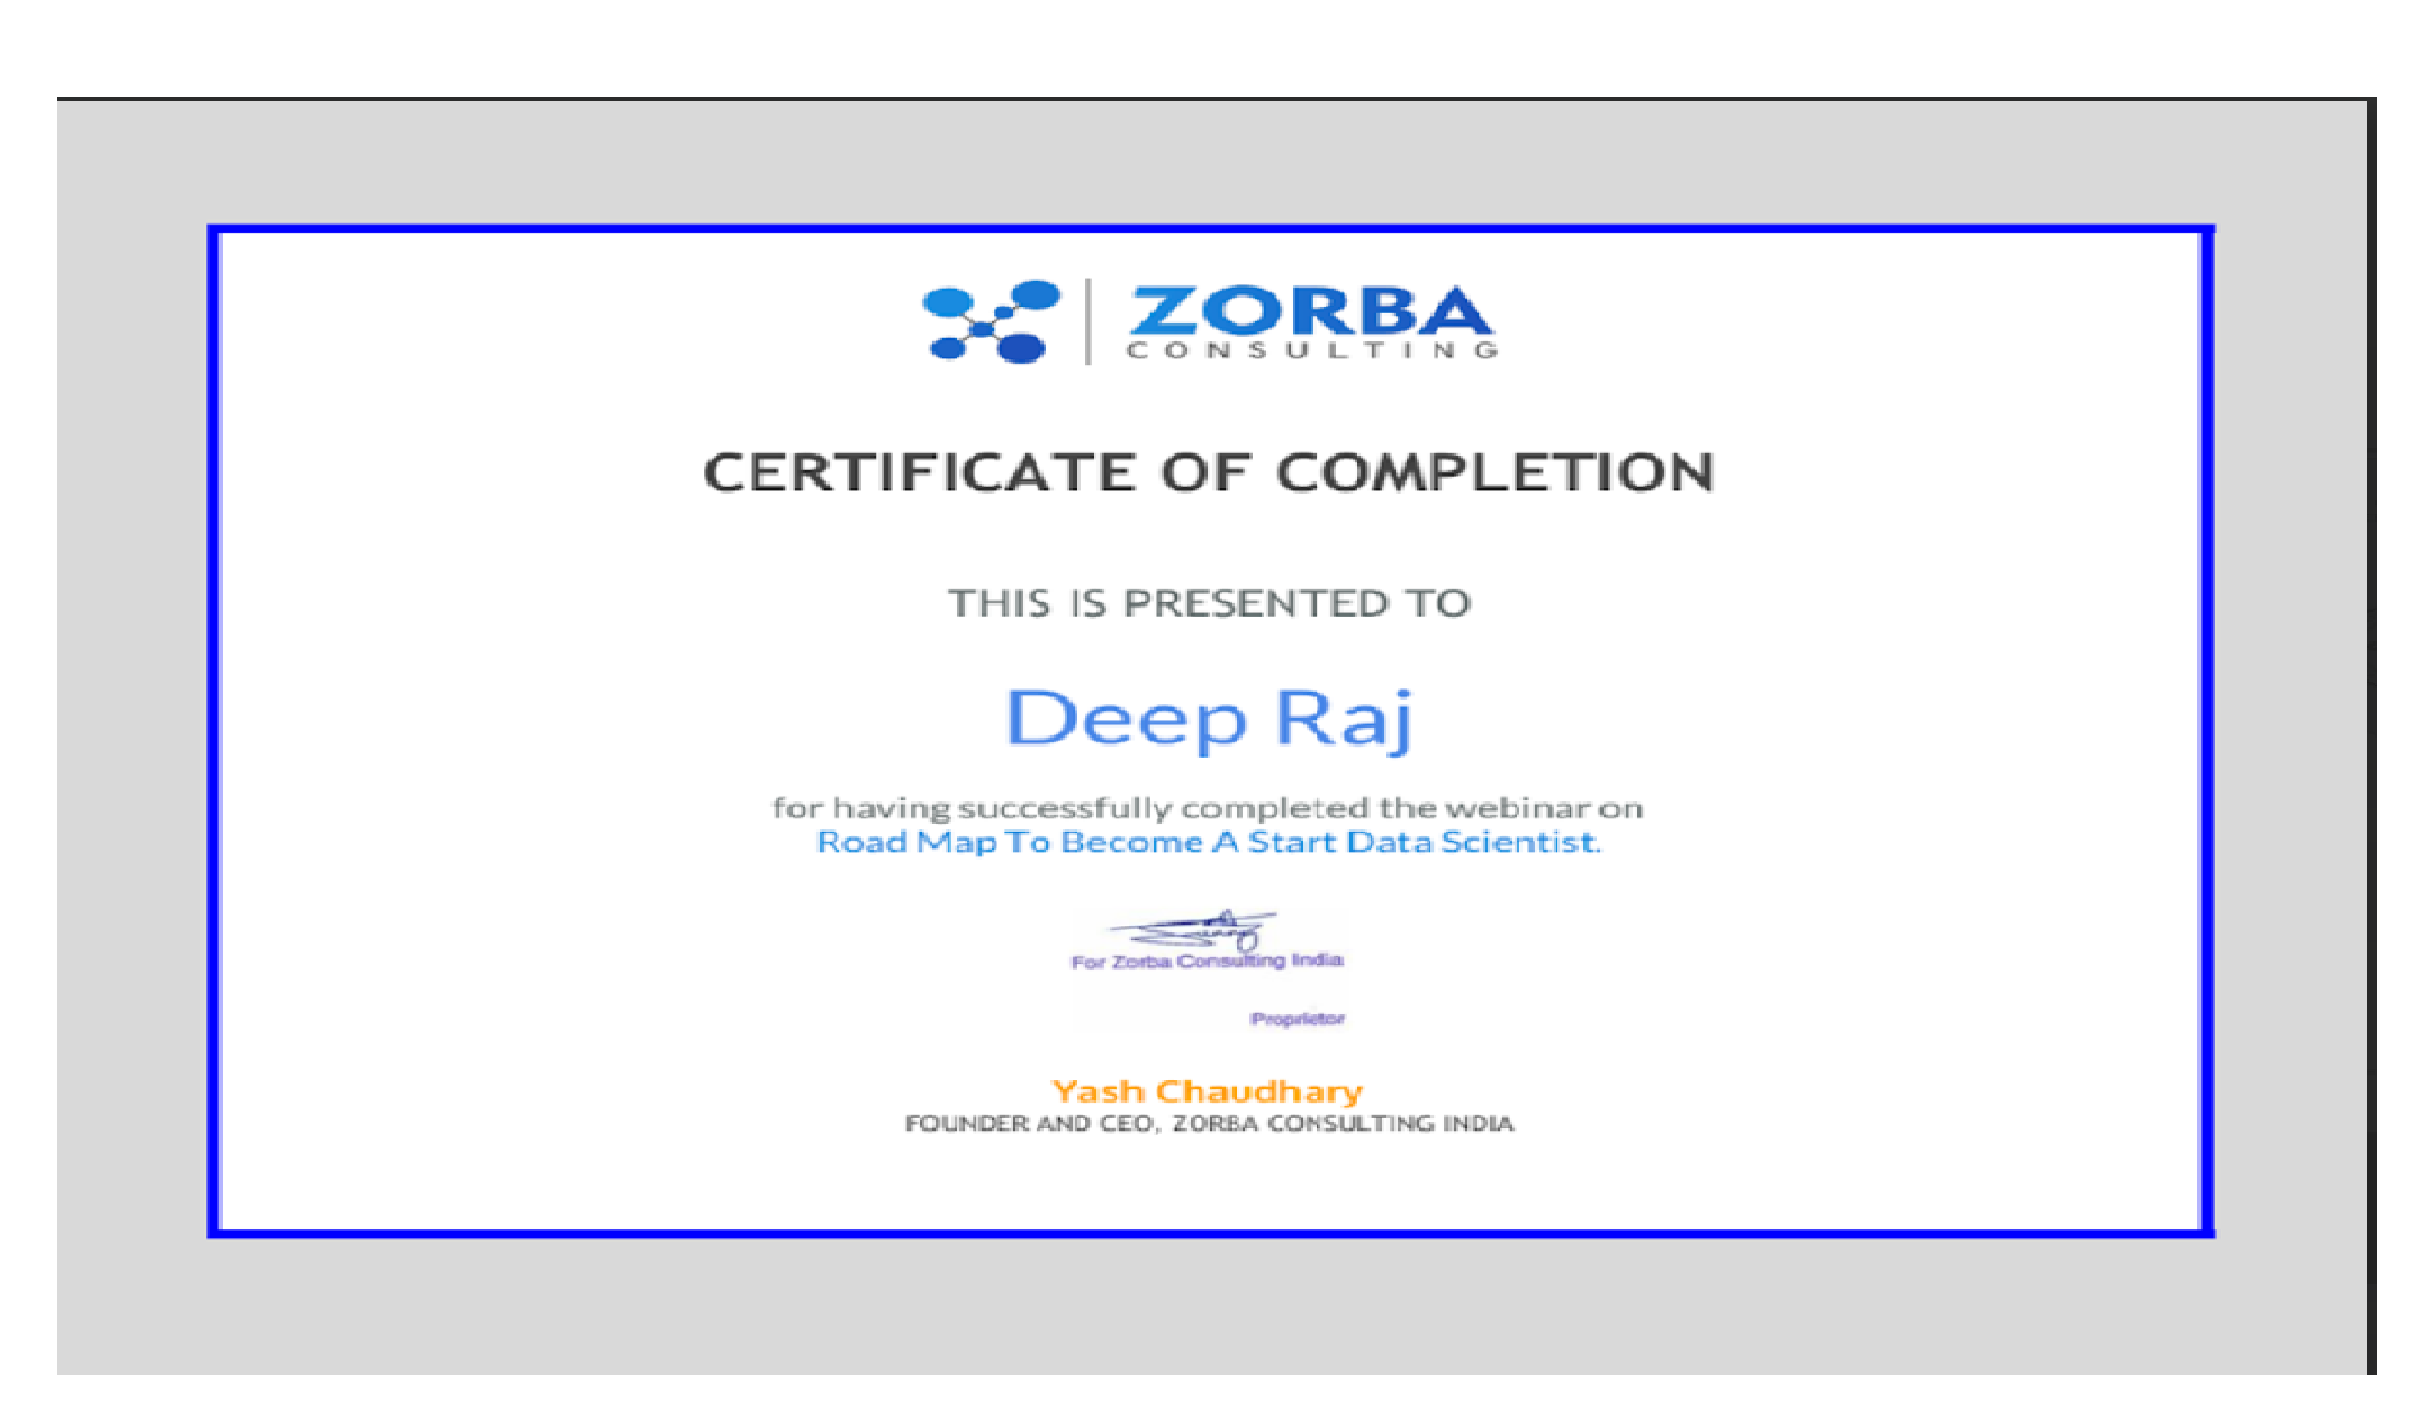 ZORBA
CONSULTING
CERTIFICATE OF COMPLETION
THIS IS PRESENTED TO
Deep Raj
for having successfully completed the webinar on
Road Map To Become A Start Data Scientist.
For Zorba Consulting India
Proprietor
Yash Chaudhary
FOUNDER AND CEO, ZORBA CONSULTING INDIA